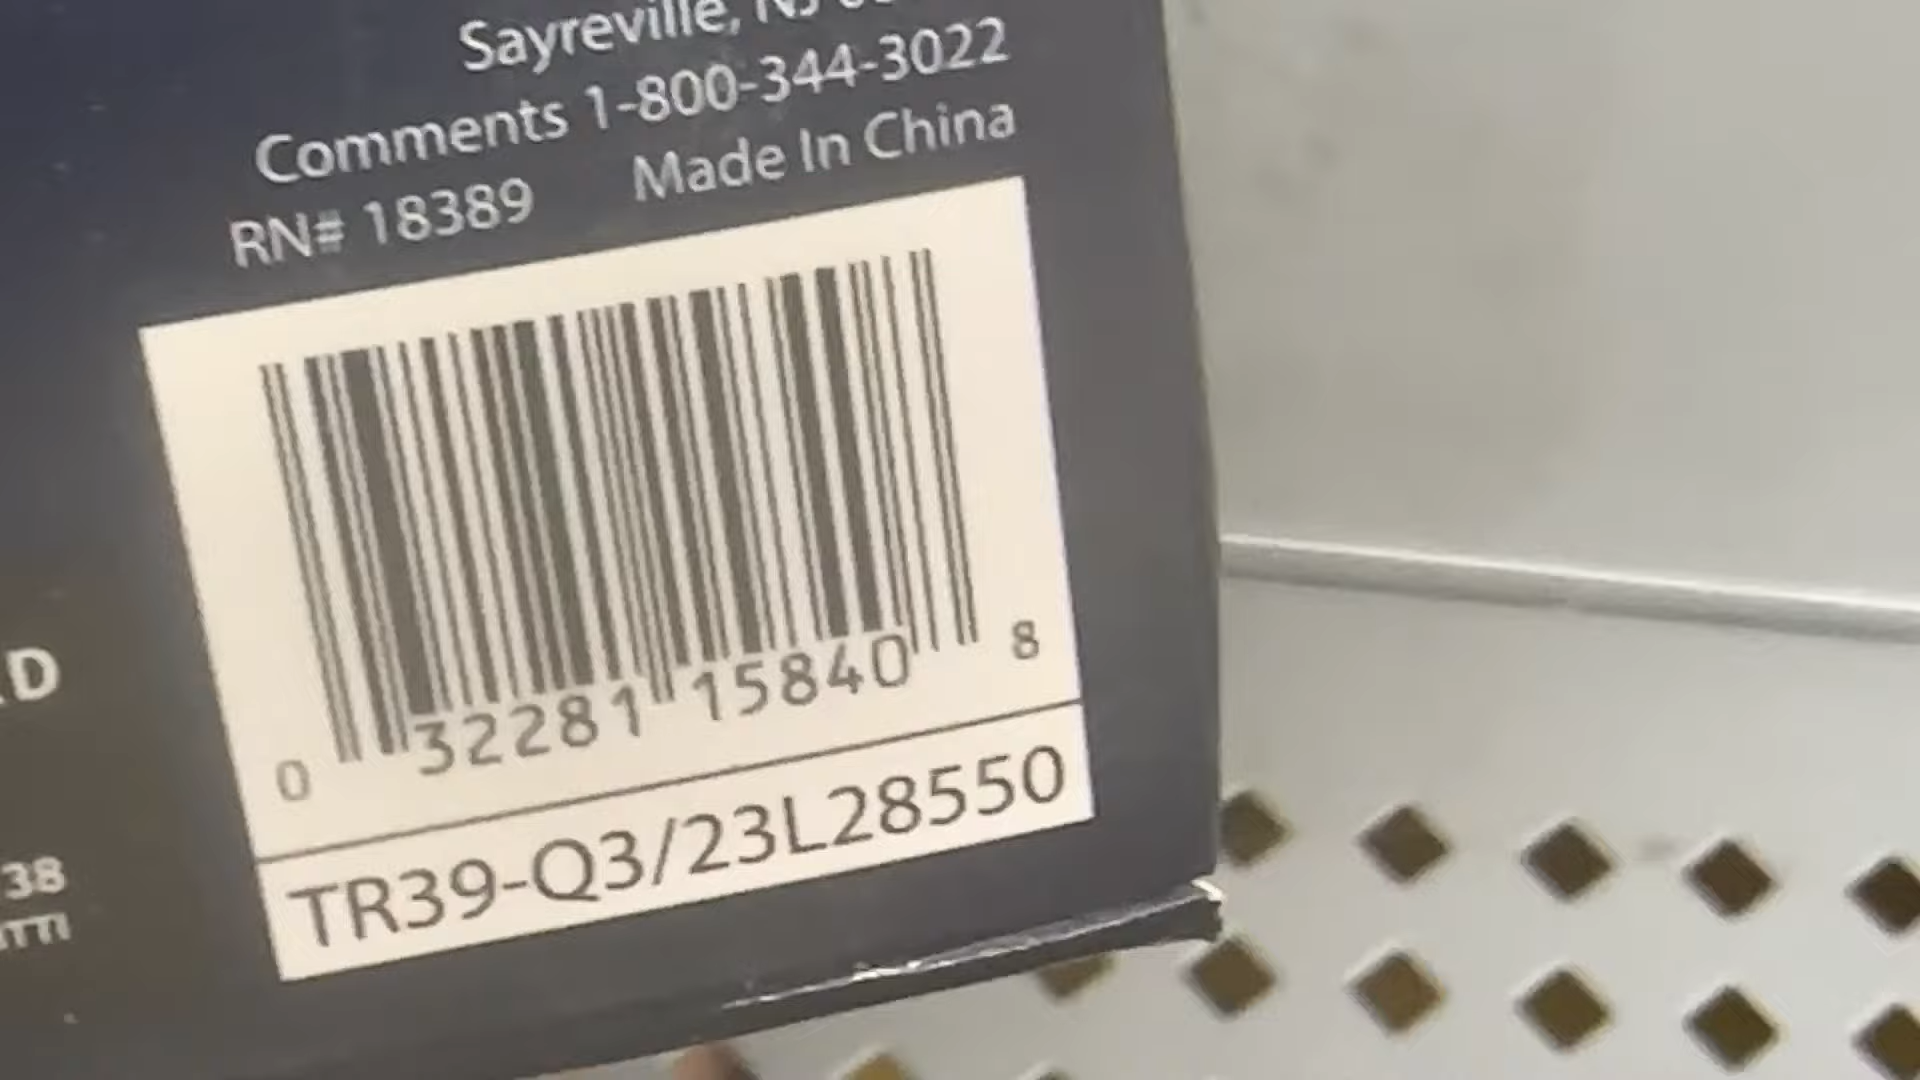 Sayreville, NJ
Comments 1-800-344-3022
RN# 18389 Made In China
0 32281 15840 8
TR39-Q3/23L28550
D
38